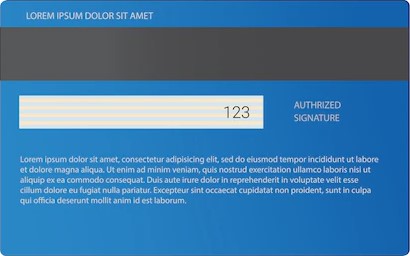 LOREM IPSUM DOLOR SIT AMET
123
AUTHRIZED
SIGNATURE
Lorem ipsum dolor sit amet, consectetur adipisicing elit, sed do eiusmod tempor incididunt ut labore
et dolore magna aliqua. Ut enim ad minim veniam, quis nostrud exercitation ullamco laboris nisi ut
aliquip ex ea commodo consequat. Duis aute irure dolor in reprehenderit in voluptate velit esse
cillum dolore eu fugiat nulla pariatur. Excepteur sint occaecat cupidatat non proident, sunt in culpa
qui officia deserunt mollit anim id est laborum.